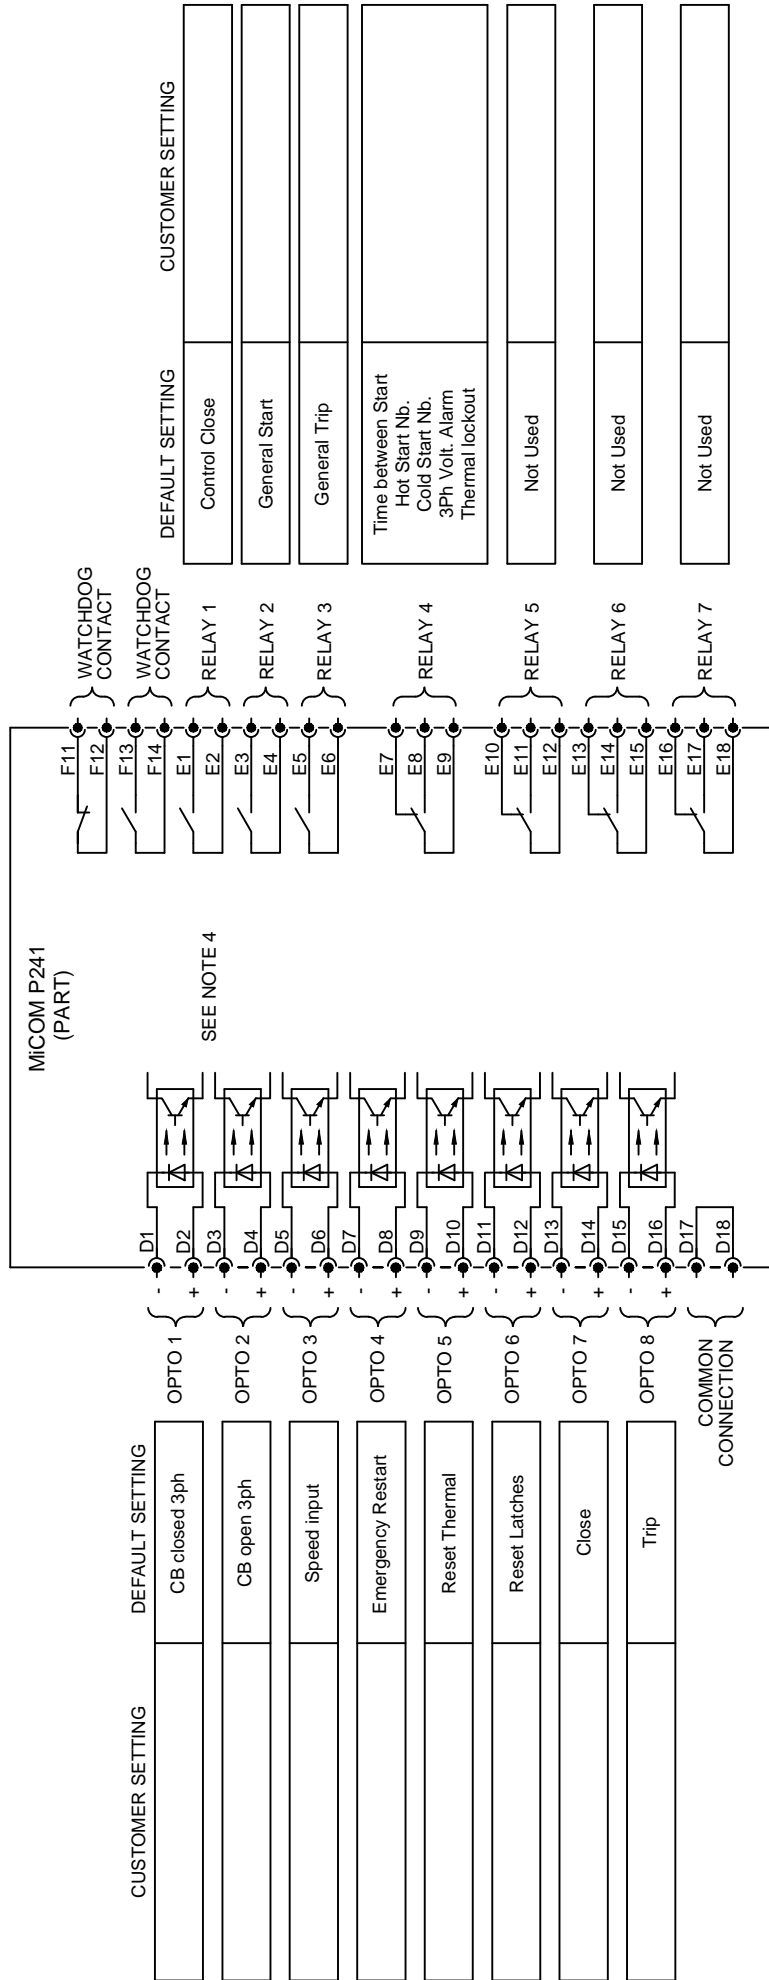 MiCOM P241
(PART)
SEE NOTE 4
CUSTOMER SETTING
DEFAULT SETTING
CB closed 3ph
OPTO 1
-
D1
+
D2
CB open 3ph
OPTO 2
-
D3
+
D4
Speed input
OPTO 3
-
D5
+
D6
Emergency Restart
OPTO 4
-
D7
+
D8
Reset Thermal
OPTO 5
-
D9
+
D10
Reset Latches
OPTO 6
-
D11
+
D12
Close
OPTO 7
-
D13
+
D14
Trip
OPTO 8
-
D15
+
D16
COMMON
CONNECTION
D17
D18
DEFAULT SETTING
CUSTOMER SETTING
F11
F12
WATCHDOG
CONTACT
F13
F14
WATCHDOG
CONTACT
E1
E2
RELAY 1
Control Close
E3
E4
RELAY 2
General Start
E5
E6
RELAY 3
General Trip
E7
E8
E9
RELAY 4
Time between Start
Hot Start Nb.
Cold Start Nb.
3Ph Volt. Alarm
Thermal lockout
E10
E11
E12
RELAY 5
Not Used
E13
E14
E15
RELAY 6
Not Used
E16
E17
E18
RELAY 7
Not Used